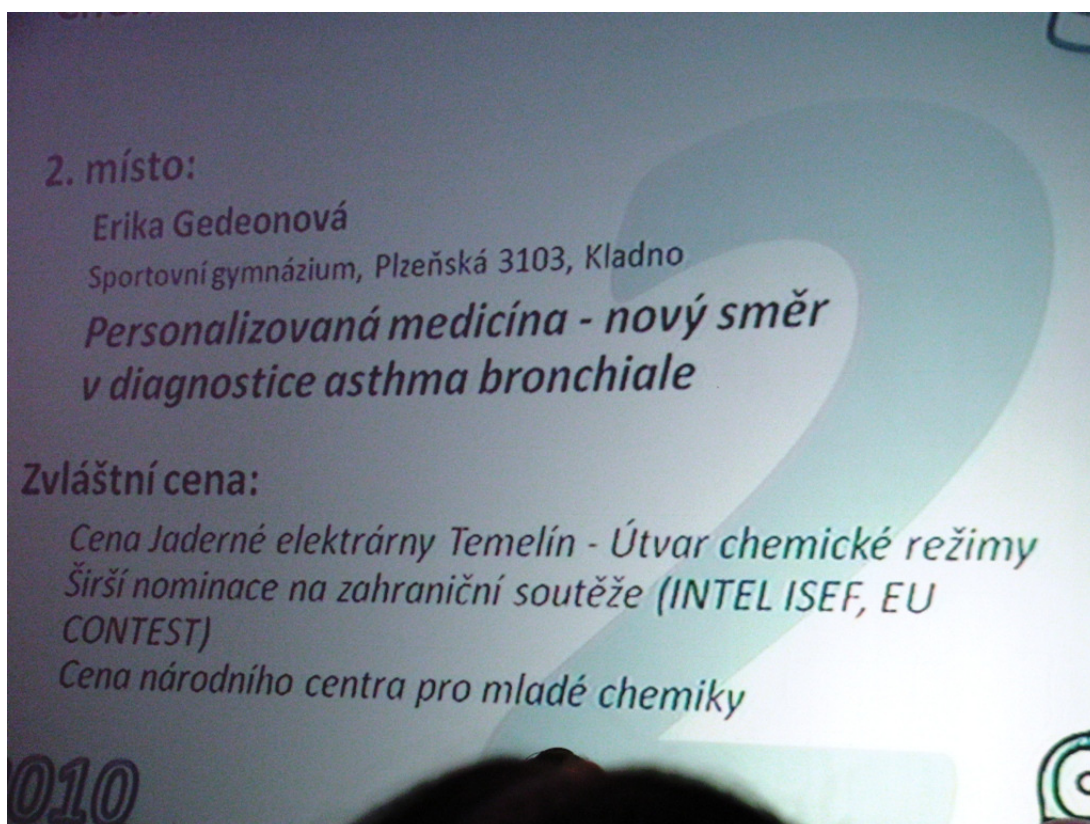 2. místo:
Erika Gedeonová
Sportovní gymnázium, Plzeňská 3103, Kladno
Personalizovaná medicína - nový směr
v diagnostice asthma bronchiale
Zvláštní cena:
Cena Jaderné elektrárny Temelín - Útvar chemické režimy
Širší nominace na zahraniční soutěže (INTEL ISEF, EU
CONTEST)
Cena národního centra pro mladé chemiky
2
010